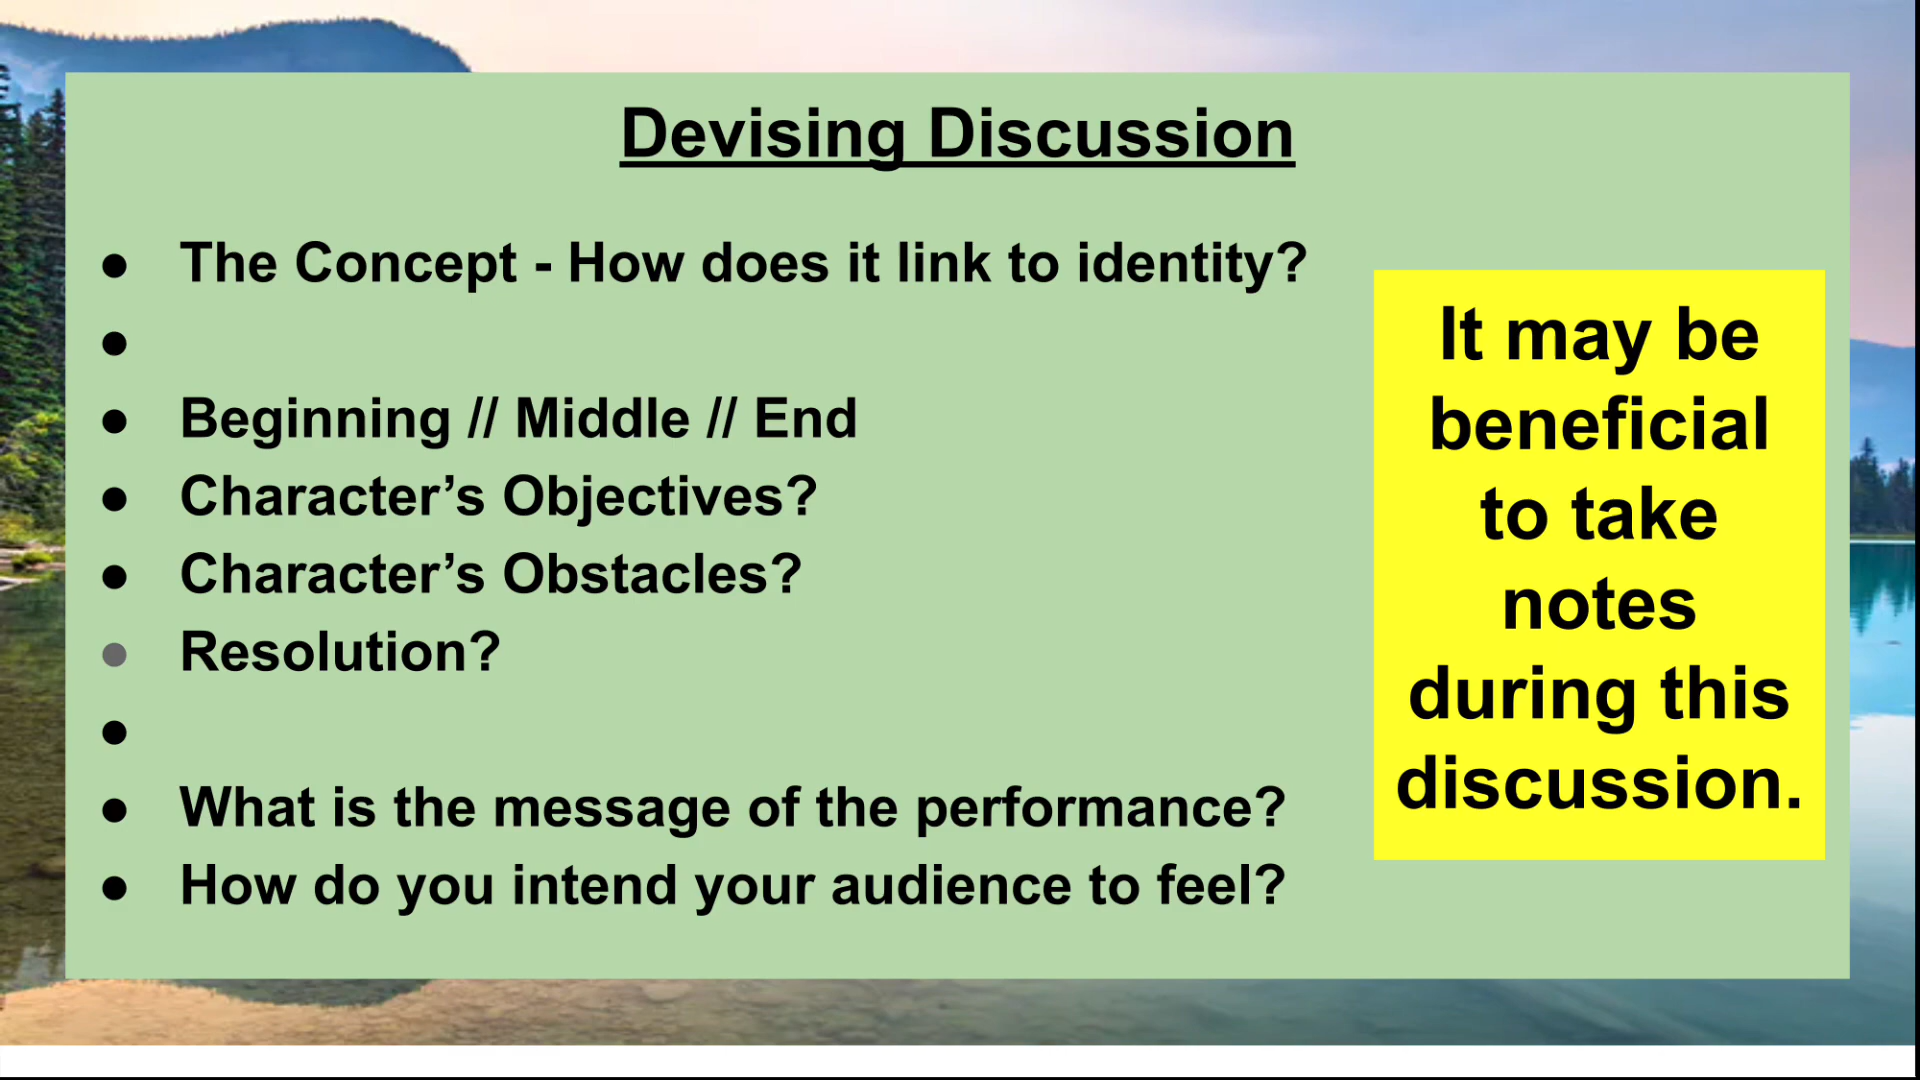 Devising Discussion
● The Concept - How does it link to identity?
●
● Beginning // Middle // End
● Character’s Objectives?
● Character’s Obstacles?
● Resolution?
●
● What is the message of the performance?
● How do you intend your audience to feel?
It may be
beneficial
to take
notes
during this
discussion.